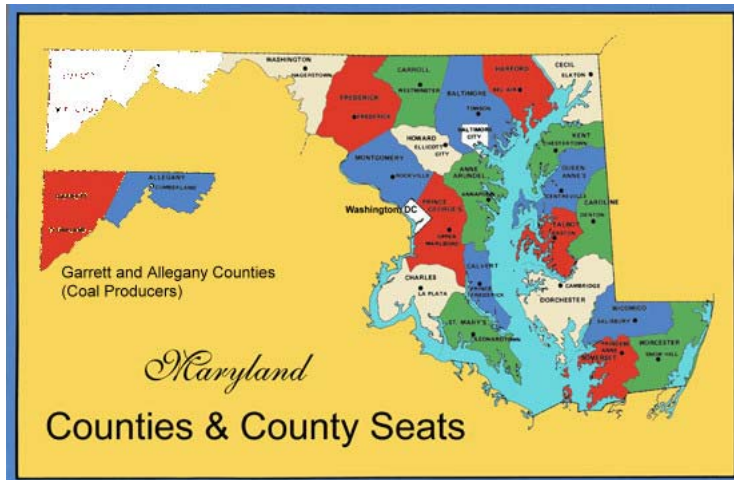 WASHINGTON
HAGERSTOWN
FREDERICK
FREDERICK
CARROLL
WESTMINSTER
BALTIMORE
TOWSON
BALTIMORE
CITY
HARFORD
BEL AIR
CECIL
ELKTON
HOWARD
ELLICOTT
CITY
MONTGOMERY
ROCKVILLE
ANNE
ARUNDEL
ANNAPOLIS
KENT
CHESTERTOWN
QUEEN
ANNE'S
CENTREVILLE
CAROLINE
DENTON
TALBOT
EASTON
ALLEGANY
CUMBERLAND
GARRETT
Washingtom DC
PRINCE
GEORGE'S
UPPER
MARLBORO
Garrett and Allegany Counties
(Coal Producers)
CHARLES
LA PLATA
CALVERT
PRINCE
FREDERICK
CAMBRIDGE
DORCHESTER
ST. MARY'S
LEONARDTOWN
WICOMICO
SALISBURY
PRINCESS
ANNE
SOMERSET
WORCESTER
SNOW HILL
Maryland
Counties & County Seats